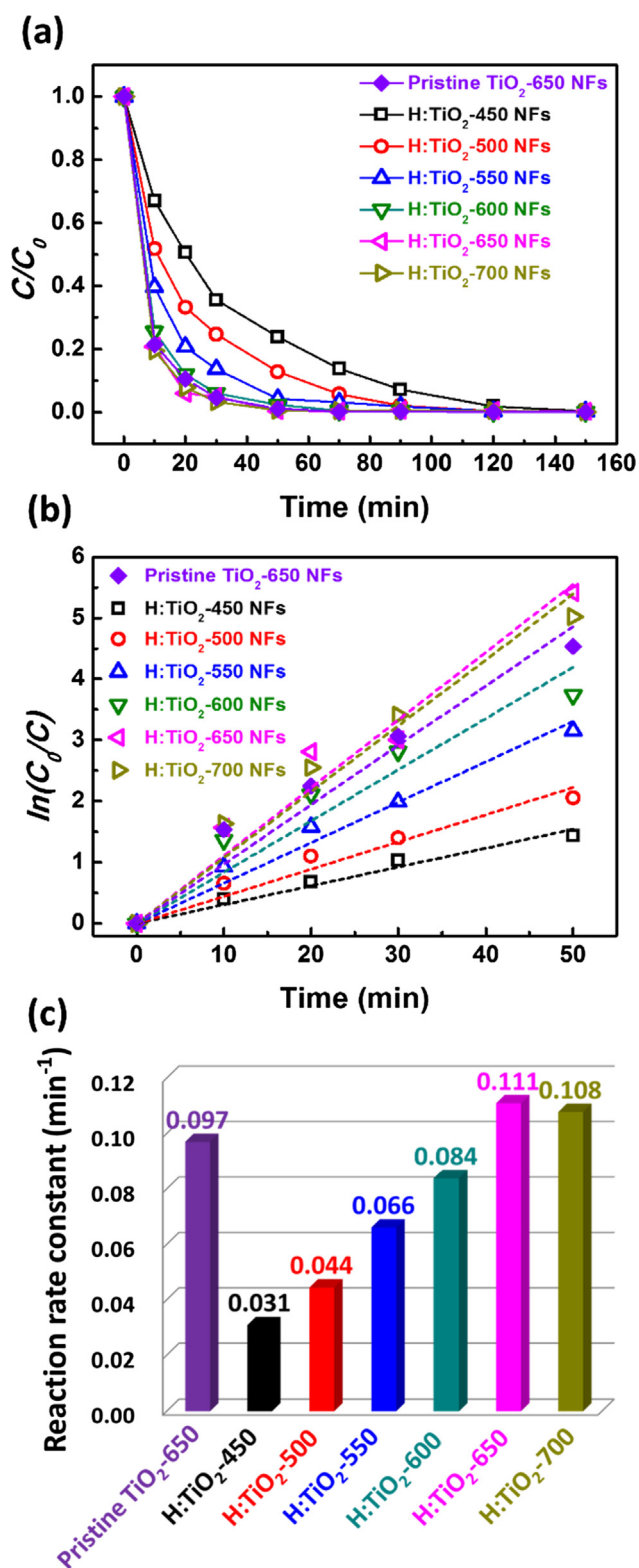 (a)
C/C₀
1.0
0.8
0.6
0.4
0.2
0.0
Pristine TiO₂-650 NFs
H:TiO₂-450 NFs
H:TiO₂-500 NFs
H:TiO₂-550 NFs
H:TiO₂-600 NFs
H:TiO₂-650 NFs
H:TiO₂-700 NFs
0 20 40 60 80 100 120 140 160
Time (min)
(b)
ln(C₀/C)
6
5
4
3
2
1
0
Pristine TiO₂-650 NFs
H:TiO₂-450 NFs
H:TiO₂-500 NFs
H:TiO₂-550 NFs
H:TiO₂-600 NFs
H:TiO₂-650 NFs
H:TiO₂-700 NFs
0 10 20 30 40 50
Time (min)
(c)
Reaction rate constant (min⁻¹)
0.12
0.10
0.08
0.06
0.04
0.02
0.00
0.097
0.031
0.044
0.066
0.084
0.111
0.108
Pristine TiO₂-650
H:TiO₂-450
H:TiO₂-500
H:TiO₂-550
H:TiO₂-600
H:TiO₂-650
H:TiO₂-700